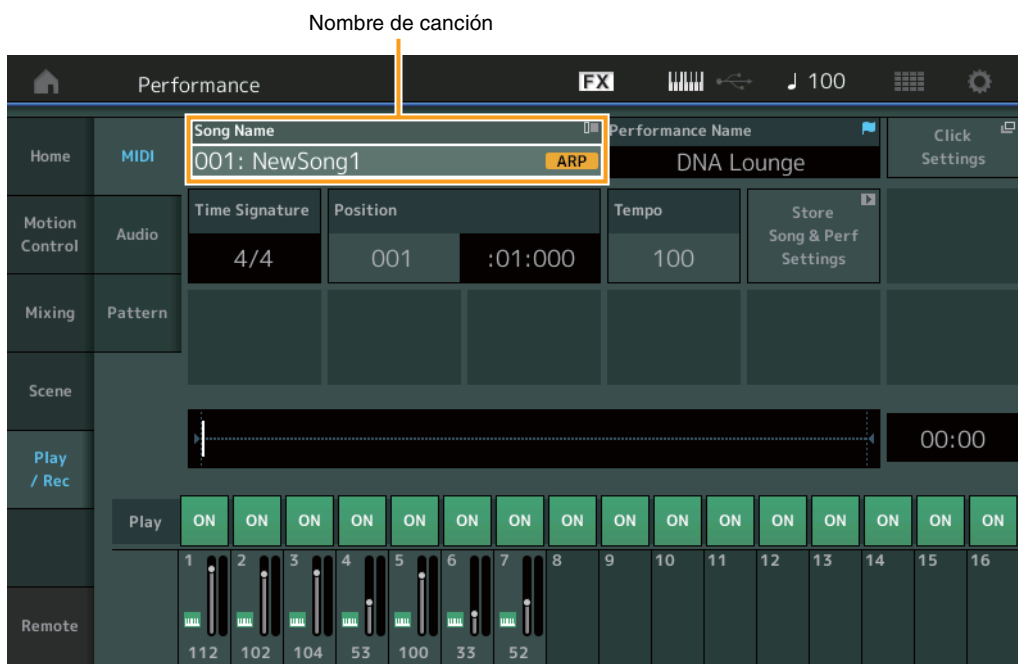 Nombre de canción
Performance FX 100
Song Name
001: NewSong1 ARP
Performance Name
DNA Lounge
Click
Settings
Home
Motion
Control
Mixing
Scene
Play
/ Rec
Remote
MIDI
Audio
Pattern
Time Signature
4/4
Position
001 :01:000
Tempo
100
Store
Song & Perf
Settings
00:00
Play ON ON ON ON ON ON ON ON ON ON ON ON ON ON ON ON
1 2 3 4 5 6 7 8 9 10 11 12 13 14 15 16
112 102 104 53 100 33 52